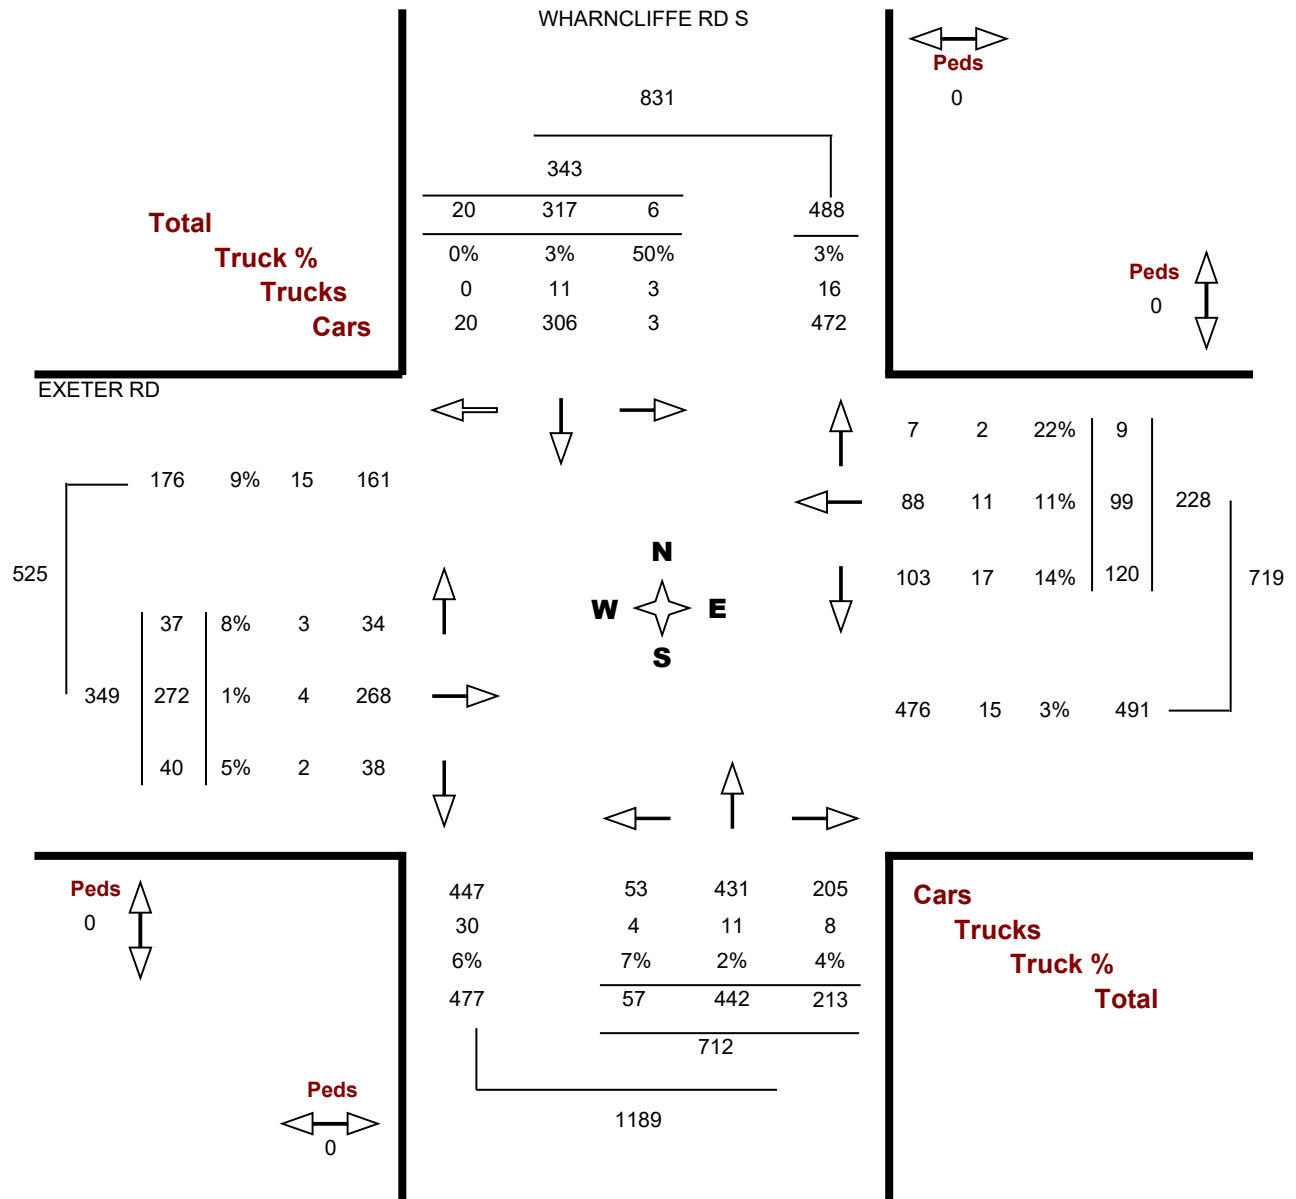 WHARNCLIFFE RD S
Peds
0
831
343
20 317 6 488
Total
0% 3% 50% 3%
Truck %
0 11 3 16
Trucks
20 306 3 472
Cars
Peds
0
EXETER RD
7 2 22% 9
176 9% 15 161
88 11 11% 99 228
N
525
103 17 14% 120 719
W E
37 8% 3 34
S
349 272 1% 4 268
476 15 3% 491
40 5% 2 38
Peds
0
447 53 431 205
Cars
30 4 11 8
Trucks
6% 7% 2% 4%
Truck %
477 57 442 213
Total
712
Peds
0
1189